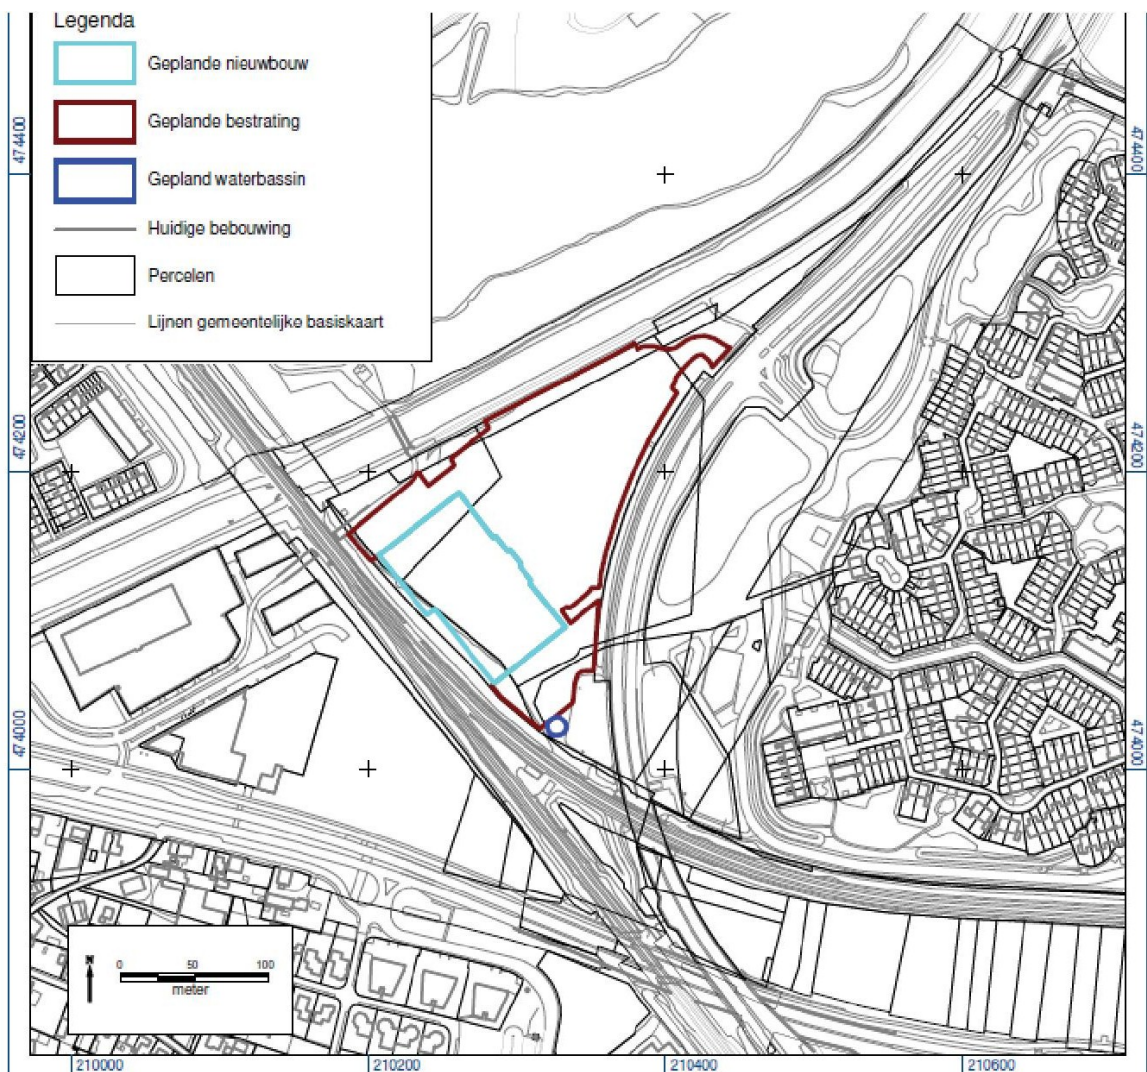 Legenda
Geplande nieuwbouw
Geplande bestrating
Gepland waterbassin
Huidige bebouwing
Percelen
Lijnen gemeentelijke basiskaart
474400
474400
474200
474200
474000
474000
N
0 50 100
meter
210000 210200 210400 210600